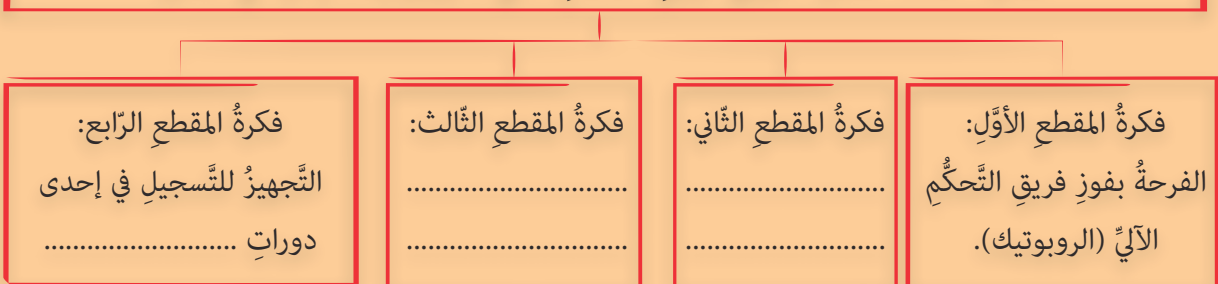 فكرةُ المقطعِ الأوَّلِ:
الفرحةُ بفوزِ فريقِ التَّحكُّمِ
الآليِّ (الروبوتيك).
فكرةُ المقطعِ الثّاني:
............................
............................
فكرةُ المقطعِ الثّالث:
...............................
...............................
فكرةُ المقطعِ الرّابع:
التَّجهيزُ للتَّسجيلِ في إحدى
دوراتِ ...........................